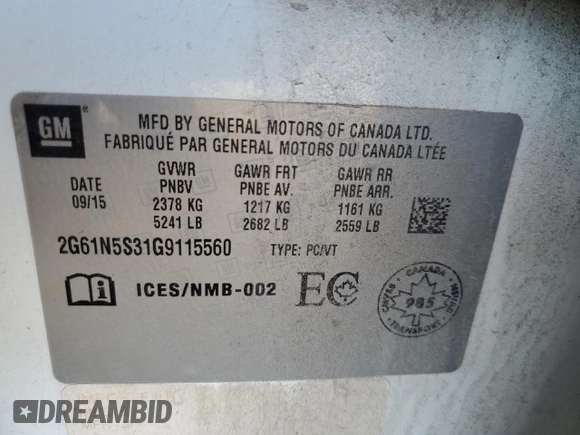 GM ®
MFD BY GENERAL MOTORS OF CANADA LTD.
FABRIQUÉ PAR GENERAL MOTORS DU CANADA LTÉE
GVWR GAWR FRT GAWR RR
DATE PNBV PNBE AV. PNBE ARR.
09/15 2378 KG 1217 KG 1161 KG
5241 LB 2682 LB 2559 LB
2G61N5S31G9115560 TYPE: PC/VT
i ICES/NMB-002 EC
CANADA
985
TRANSPORT
DREAMBID